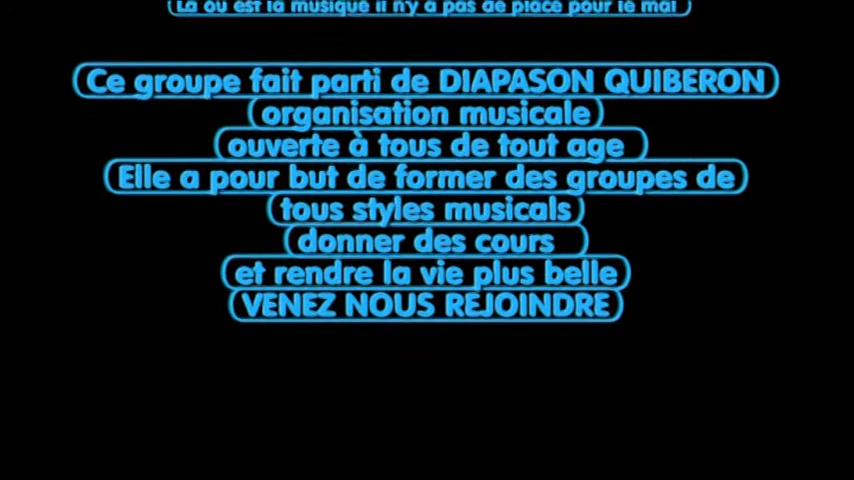 La où est la musique il n'y a pas de place pour le mal
Ce groupe fait parti de DIAPASON QUIBERON
organisation musicale
ouverte à tous de tout age
Elle a pour but de former des groupes de
tous styles musicals
donner des cours
et rendre la vie plus belle
VENEZ NOUS REJOINDRE